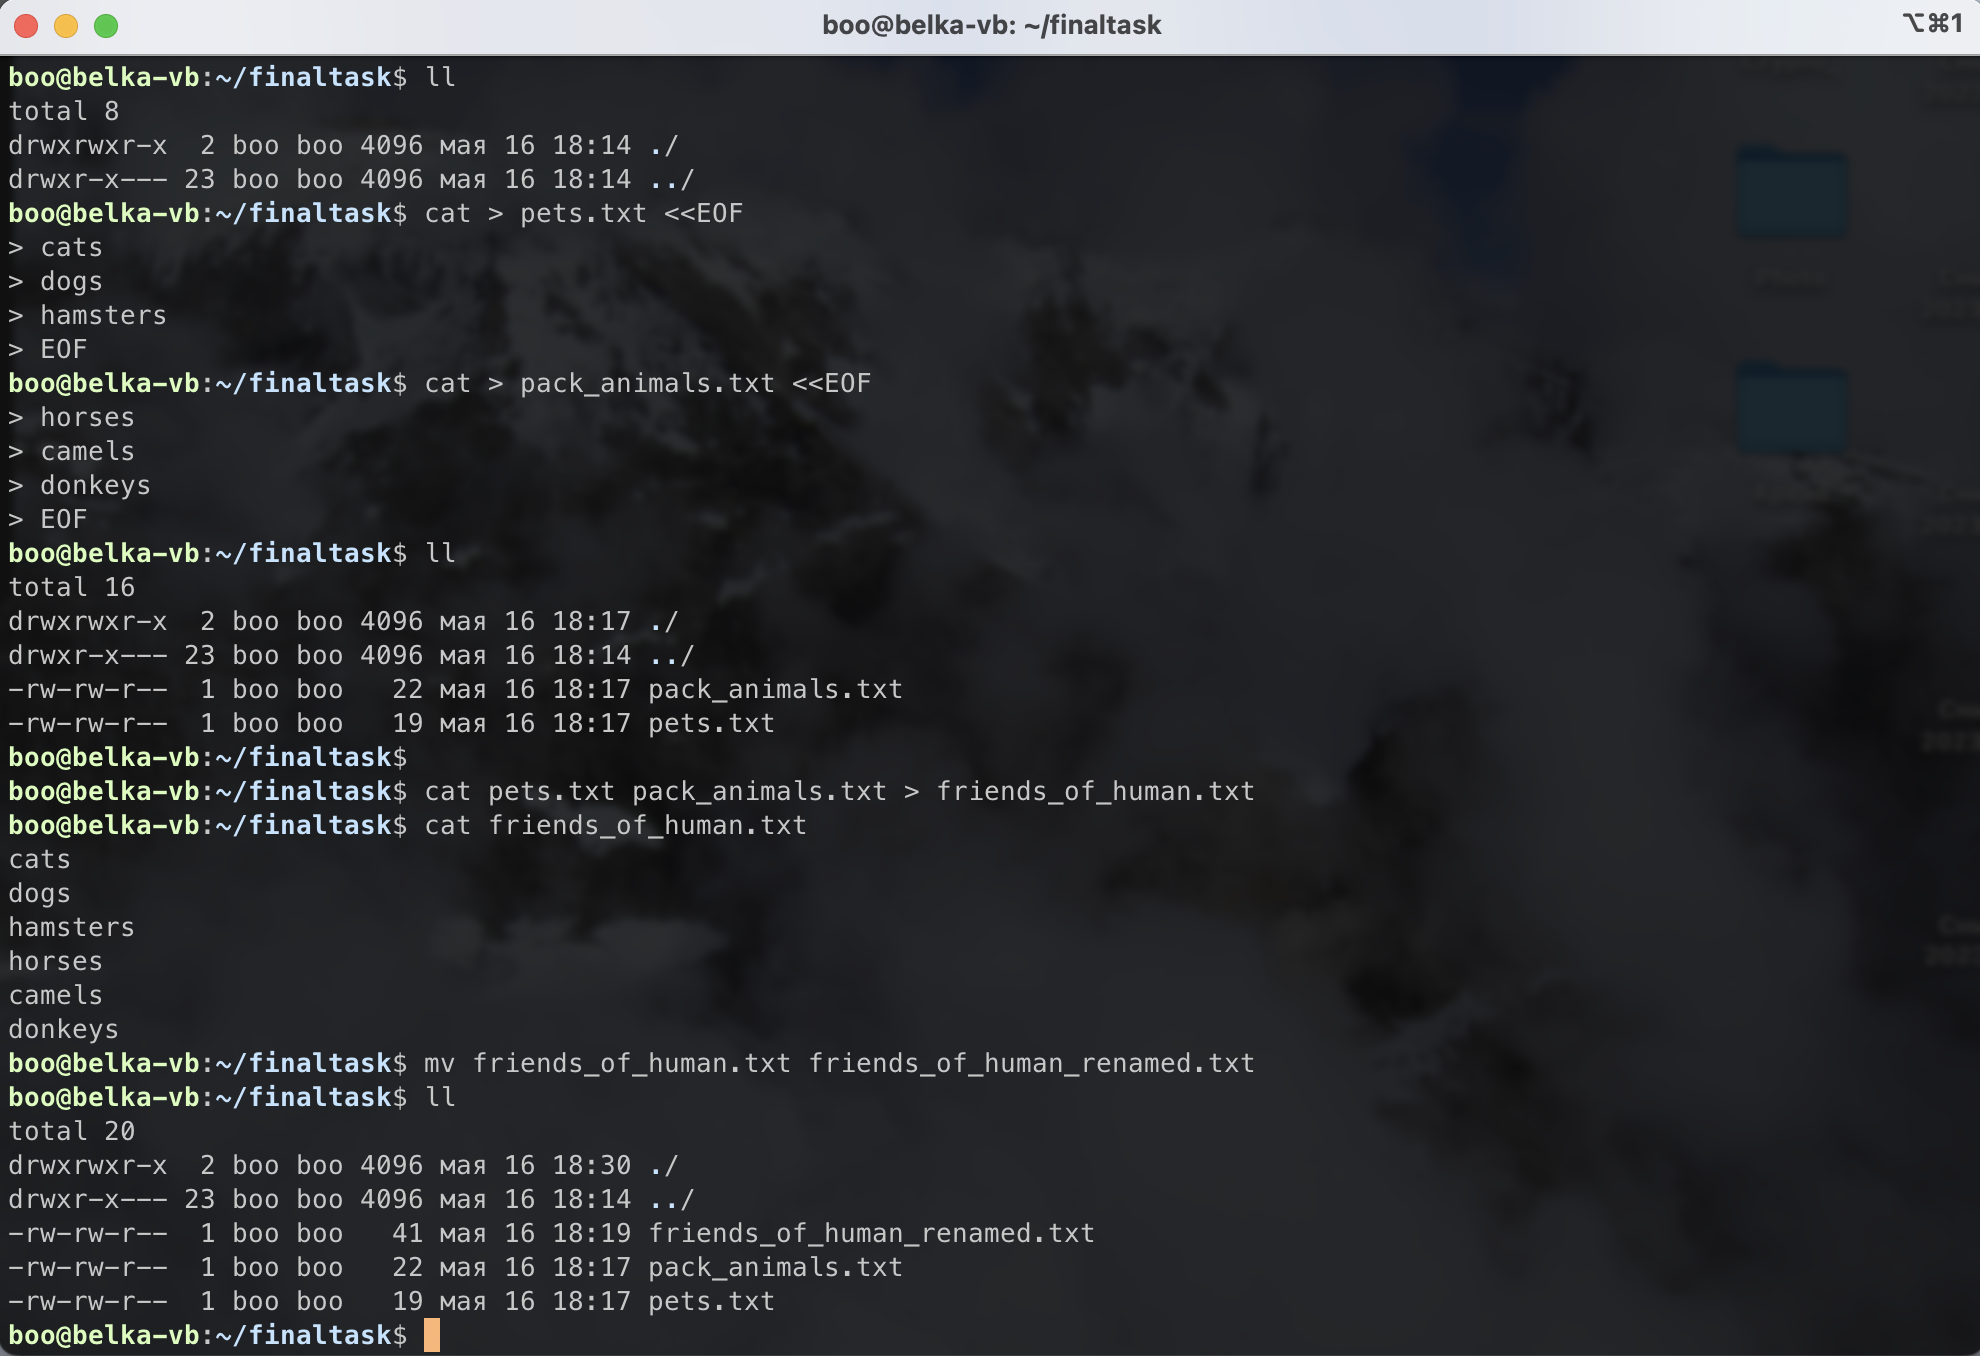 boo@belka-vb: ~/finaltask
⌥⌘1
boo@belka-vb:~/finaltask$ ll
total 8
drwxrwxr-x  2 boo boo 4096 мая 16 18:14 ./
drwxr-x--- 23 boo boo 4096 мая 16 18:14 ../
boo@belka-vb:~/finaltask$ cat > pets.txt <<EOF
> cats
> dogs
> hamsters
> EOF
boo@belka-vb:~/finaltask$ cat > pack_animals.txt <<EOF
> horses
> camels
> donkeys
> EOF
boo@belka-vb:~/finaltask$ ll
total 16
drwxrwxr-x  2 boo boo 4096 мая 16 18:17 ./
drwxr-x--- 23 boo boo 4096 мая 16 18:14 ../
-rw-rw-r--  1 boo boo   22 мая 16 18:17 pack_animals.txt
-rw-rw-r--  1 boo boo   19 мая 16 18:17 pets.txt
boo@belka-vb:~/finaltask$
boo@belka-vb:~/finaltask$ cat pets.txt pack_animals.txt > friends_of_human.txt
boo@belka-vb:~/finaltask$ cat friends_of_human.txt
cats
dogs
hamsters
horses
camels
donkeys
boo@belka-vb:~/finaltask$ mv friends_of_human.txt friends_of_human_renamed.txt
boo@belka-vb:~/finaltask$ ll
total 20
drwxrwxr-x  2 boo boo 4096 мая 16 18:30 ./
drwxr-x--- 23 boo boo 4096 мая 16 18:14 ../
-rw-rw-r--  1 boo boo   41 мая 16 18:19 friends_of_human_renamed.txt
-rw-rw-r--  1 boo boo   22 мая 16 18:17 pack_animals.txt
-rw-rw-r--  1 boo boo   19 мая 16 18:17 pets.txt
boo@belka-vb:~/finaltask$